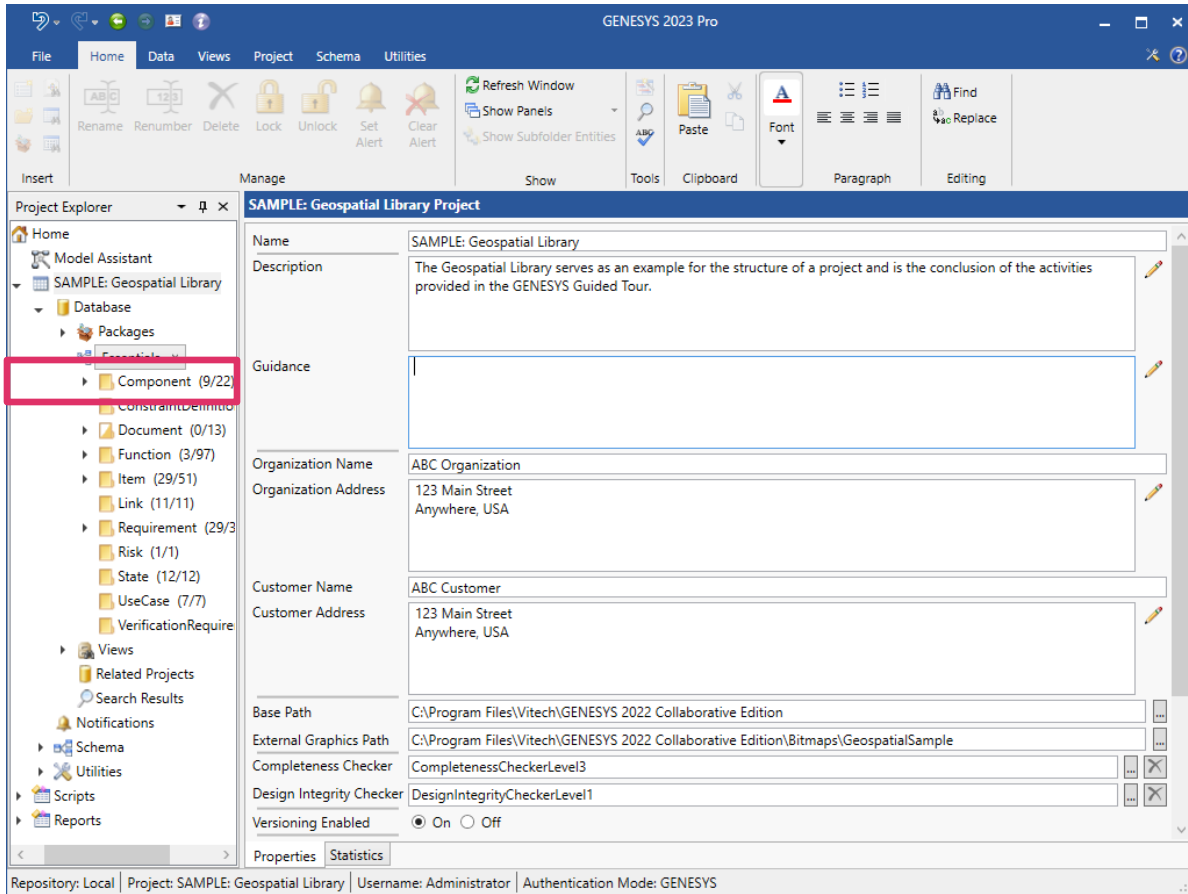 GENESYS 2023 Pro
File Home Data Views Project Schema Utilities
Rename Renumber Delete Lock Unlock Set Alert Clear Alert
Refresh Window
Show Panels
Show Subfolder Entities
Paste
Font
Find
Replace
Insert Manage Show Tools Clipboard Paragraph Editing
Project Explorer
Home
Model Assistant
SAMPLE: Geospatial Library
Database
Packages
Essentials
Component (9/22)
ConstraintDefinitio
Document (0/13)
Function (3/97)
Item (29/51)
Link (11/11)
Requirement (29/3
Risk (1/1)
State (12/12)
UseCase (7/7)
VerificationRequire
Views
Related Projects
Search Results
Notifications
Schema
Utilities
Scripts
Reports
SAMPLE: Geospatial Library Project
Name SAMPLE: Geospatial Library
Description The Geospatial Library serves as an example for the structure of a project and is the conclusion of the activities
provided in the GENESYS Guided Tour.
Guidance
Organization Name ABC Organization
Organization Address 123 Main Street
Anywhere, USA
Customer Name ABC Customer
Customer Address 123 Main Street
Anywhere, USA
Base Path C:\Program Files\Vitech\GENESYS 2022 Collaborative Edition
External Graphics Path C:\Program Files\Vitech\GENESYS 2022 Collaborative Edition\Bitmaps\GeospatialSample
Completeness Checker CompletenessCheckerLevel3
Design Integrity Checker DesignIntegrityCheckerLevel1
Versioning Enabled On Off
Properties Statistics
Repository: Local Project: SAMPLE: Geospatial Library Username: Administrator Authentication Mode: GENESYS